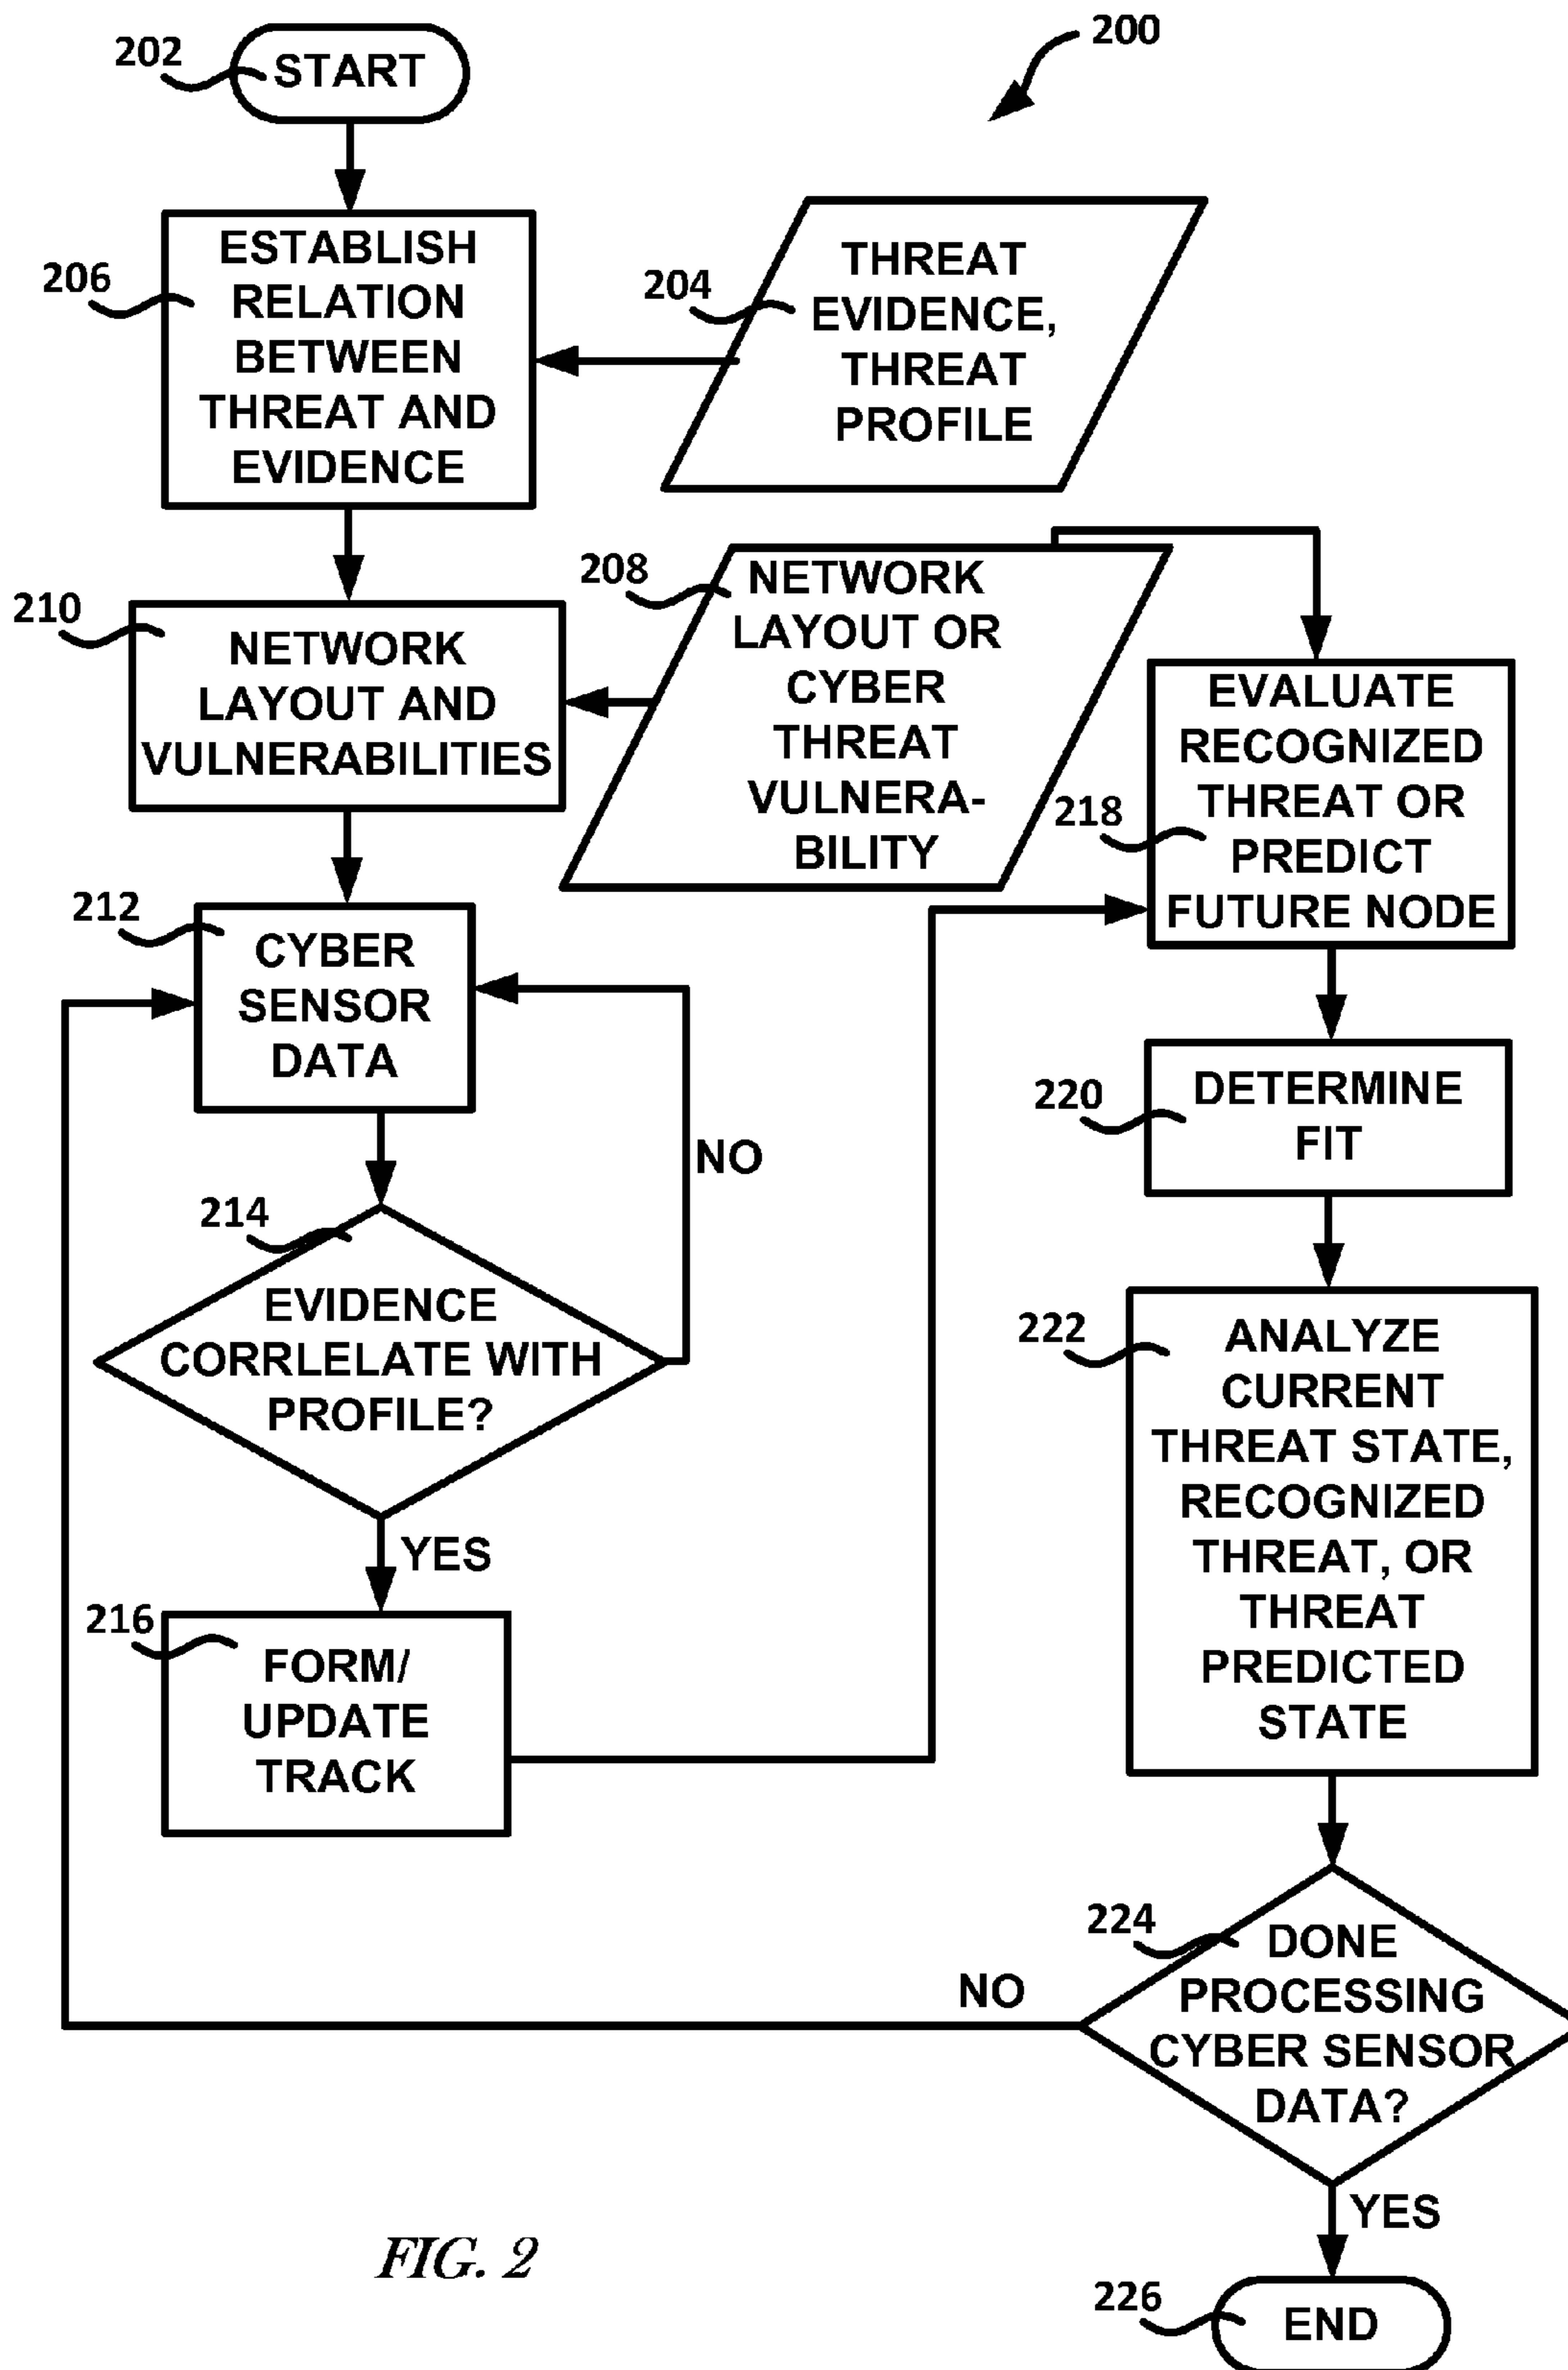 200
202
START
206
ESTABLISH
RELATION
BETWEEN
THREAT AND
EVIDENCE
204
THREAT
EVIDENCE,
THREAT
PROFILE
210
NETWORK
LAYOUT AND
VULNERABILITIES
208
NETWORK
LAYOUT OR
CYBER
THREAT
VULNERA-
BILITY
212
CYBER
SENSOR
DATA
NO
214
EVIDENCE
CORRLELATE WITH
PROFILE?
YES
216
FORM/
UPDATE
TRACK
218
EVALUATE
RECOGNIZED
THREAT OR
PREDICT
FUTURE NODE
220
DETERMINE
FIT
222
ANALYZE
CURRENT
THREAT STATE,
RECOGNIZED
THREAT, OR
THREAT
PREDICTED
STATE
224
DONE
PROCESSING
CYBER SENSOR
DATA?
NO
YES
226
END
FIG. 2